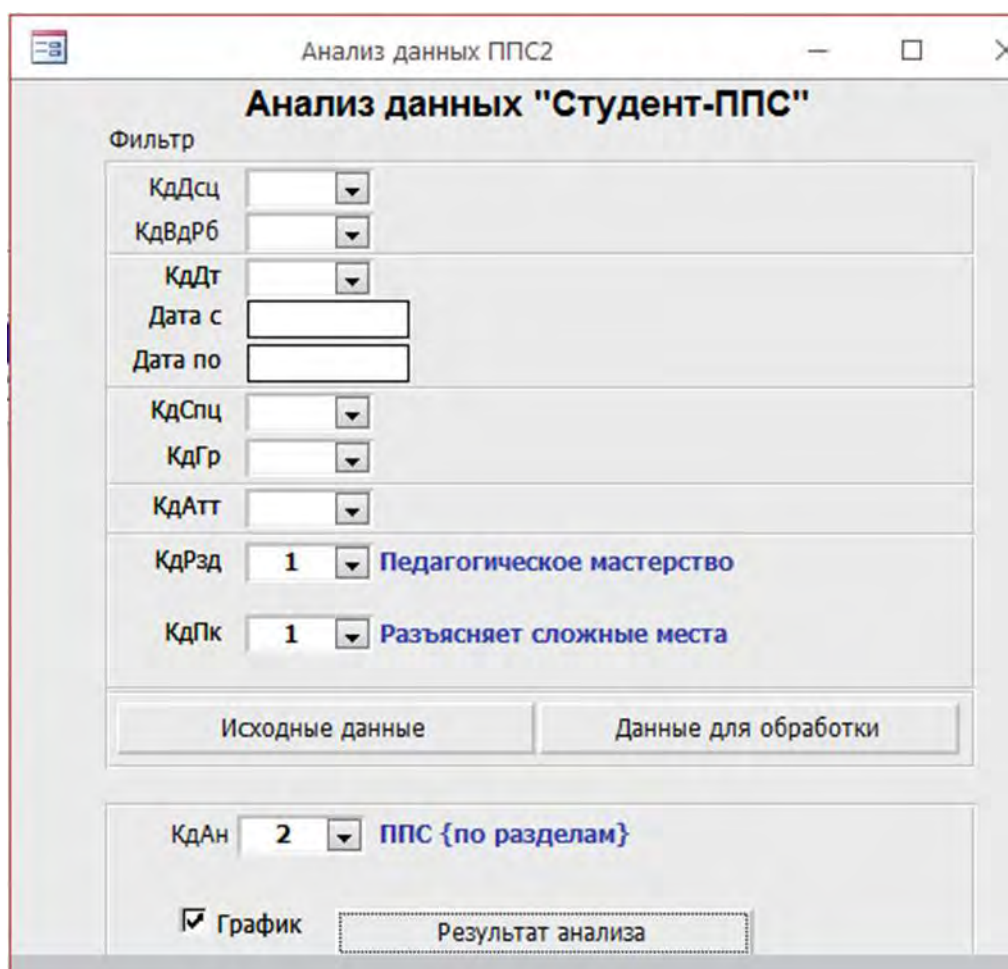 Анализ данных ППС2
Анализ данных "Студент-ППС"
Фильтр
КдДсц
КдВдРб
КдДт
Дата с
Дата по
КдСпц
КдГр
КдАтт
КдРзд 1 Педагогическое мастерство
КдПк 1 Разъясняет сложные места
Исходные данные Данные для обработки
КдАн 2 ППС {по разделам}
График Результат анализа